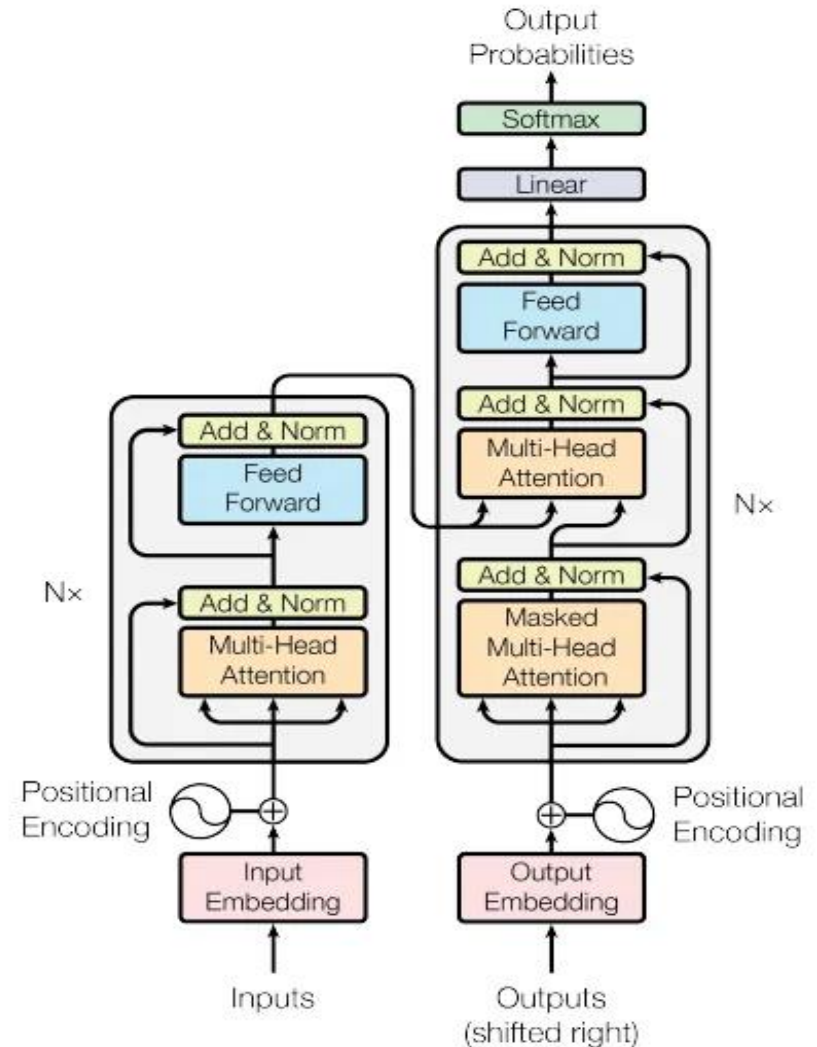 Output
Probabilities
Softmax
Linear
Add & Norm
Feed
Forward
Add & Norm
Multi-Head
Attention
Add & Norm
Masked
Multi-Head
Attention
Nx
Add & Norm
Feed
Forward
Add & Norm
Multi-Head
Attention
Nx
Positional
Encoding
Input
Embedding
Inputs
Positional
Encoding
Output
Embedding
Outputs
(shifted right)